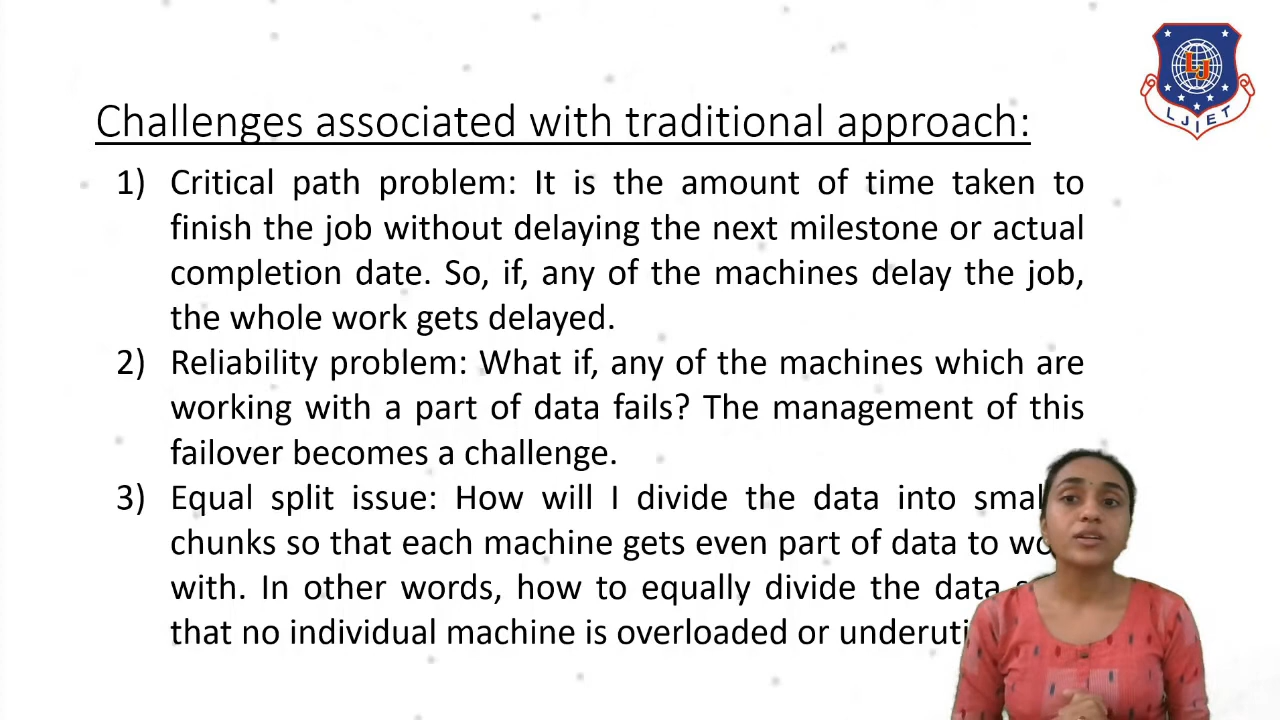 LJIET
Challenges associated with traditional approach:
1) Critical path problem: It is the amount of time taken to
finish the job without delaying the next milestone or actual
completion date. So, if, any of the machines delay the job,
the whole work gets delayed.
2) Reliability problem: What if, any of the machines which are
working with a part of data fails? The management of this
failover becomes a challenge.
3) Equal split issue: How will I divide the data into
chunks so that each machine gets even part of data to
with. In other words, how to equally divide the data
that no individual machine is overloaded or